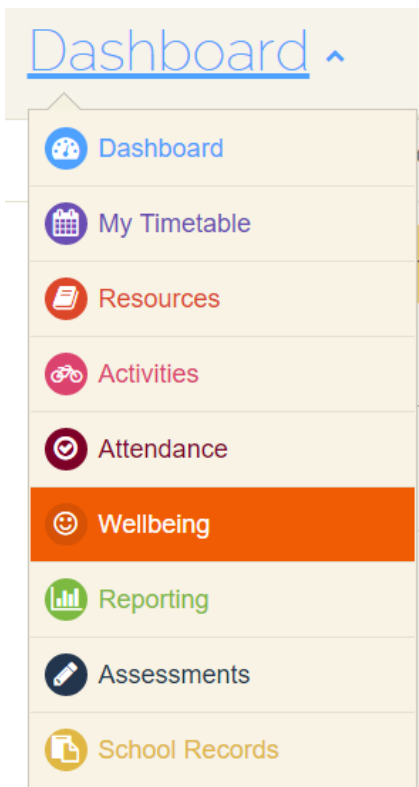 Dashboard
Dashboard
My Timetable
Resources
Activities
Attendance
Wellbeing
Reporting
Assessments
School Records